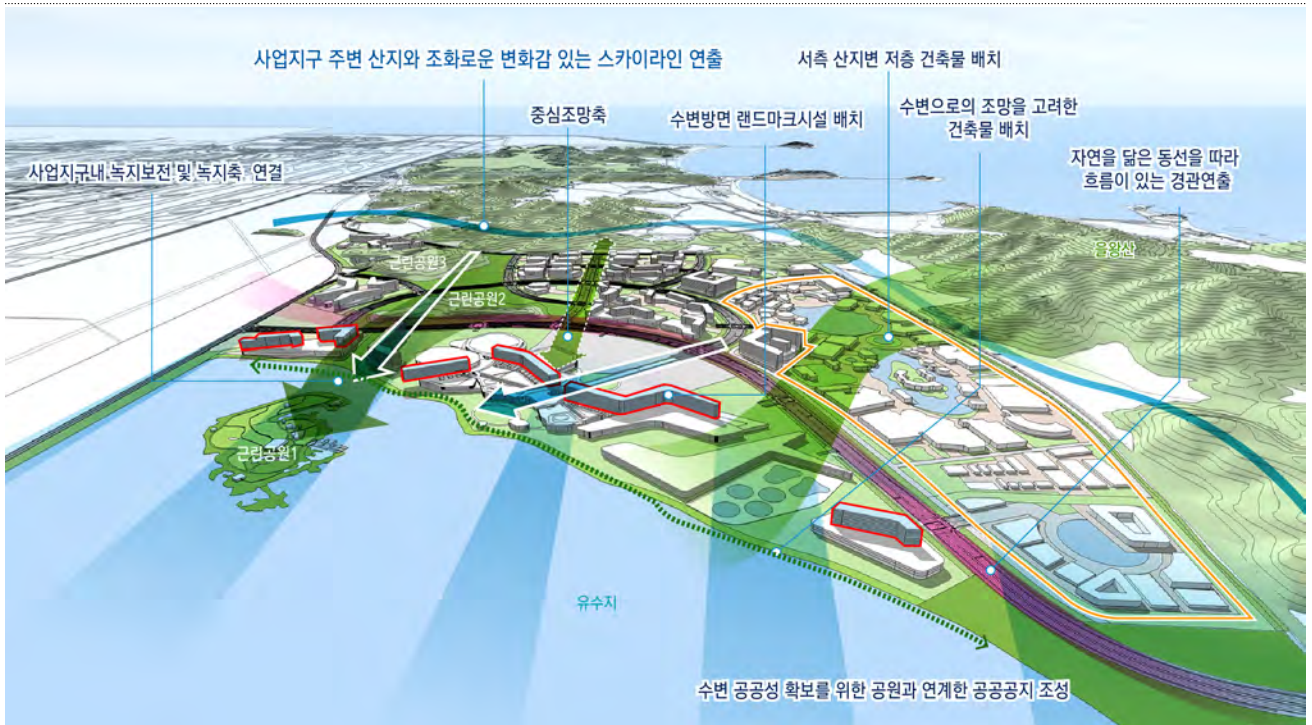 사업지구 주변 산지와 조화로운 변화감 있는 스카이라인 연출
서측 산지변 저층 건축물 배치
중심조망축
수변방면 랜드마크시설 배치
수변으로의 조망을 고려한
건축물 배치
사업지구내 녹지보전 및 녹지축, 연결
자연을 닮은 동선을 따라
흐름이 있는 경관연출
을왕산
근린공원3
근린공원2
근린공원1
유수지
수변 공공성 확보를 위한 공원과 연계한 공공공지 조성